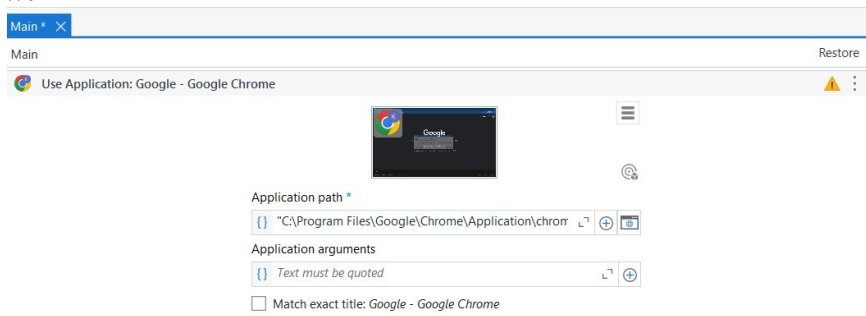 Main *
Main
Restore
Use Application: Google - Google Chrome
Google
Application path *
"C:\Program Files\Google\Chrome\Application\chrom
Application arguments
Text must be quoted
Match exact title: Google - Google Chrome